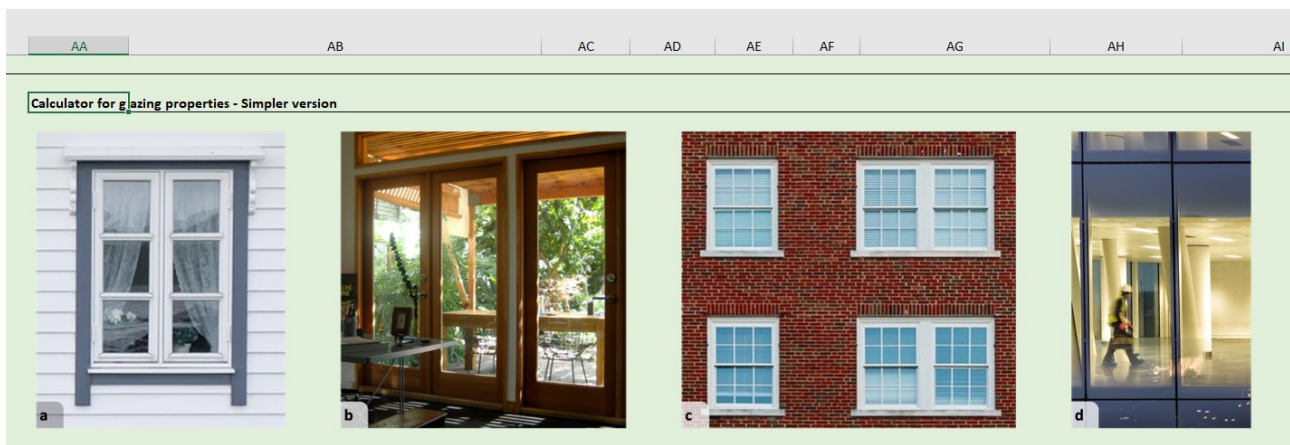 AA AB AC AD AE AF AG AH AI
Calculator for glazing properties - Simpler version
a b c d